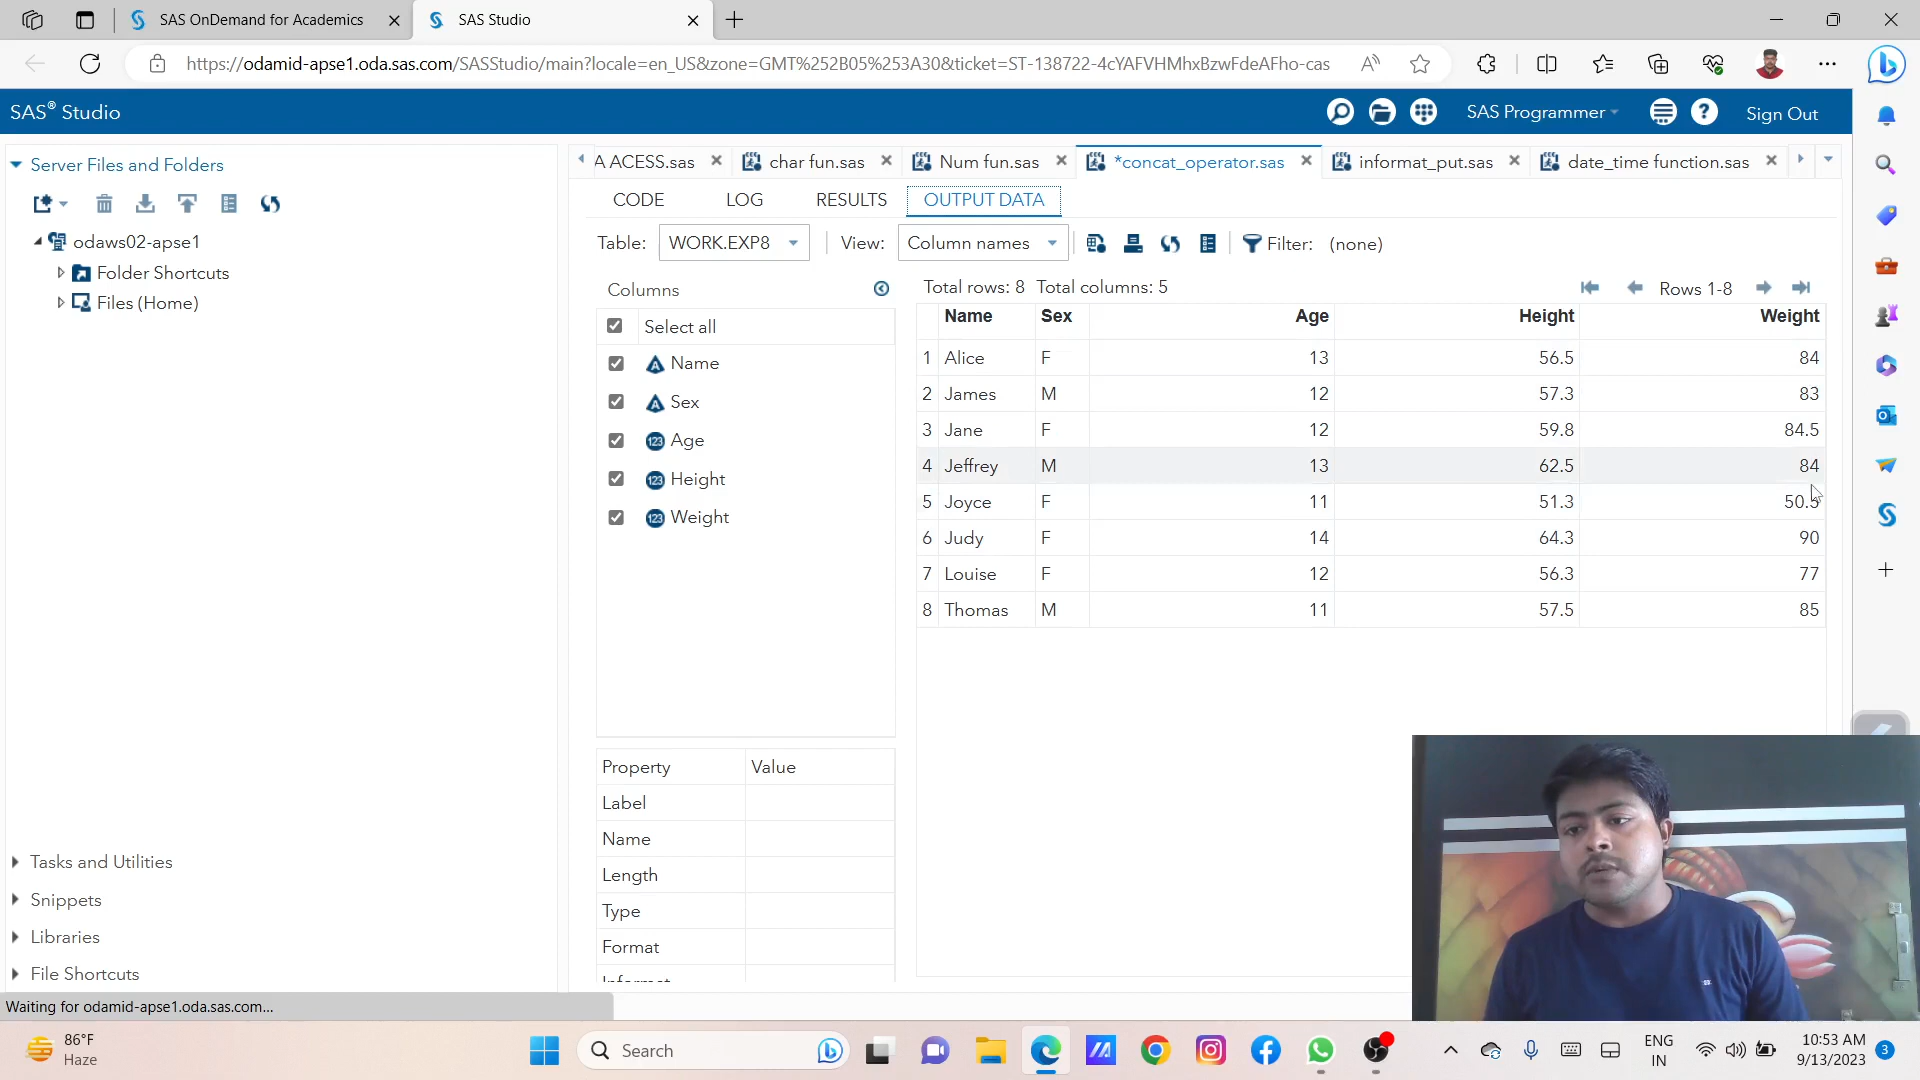 SAS OnDemand for Academics
SAS Studio
https://odamid-apse1.oda.sas.com/SASStudio/main?locale=en_US&zone=GMT%252B05%253A30&ticket=ST-138722-4cYAFVHMhxBzwFdeAFho-cas
SAS® Studio
SAS Programmer
Sign Out
Server Files and Folders
odaws02-apse1
Folder Shortcuts
Files (Home)
Tasks and Utilities
Snippets
Libraries
File Shortcuts
Waiting for odamid-apse1.oda.sas.com...
A ACESS.sas
char fun.sas
Num fun.sas
*concat_operator.sas
informat_put.sas
date_time function.sas
CODE LOG RESULTS OUTPUT DATA
Table: WORK.EXP8 View: Column names Filter: (none)
Columns
Select all
Name
Sex
Age
Height
Weight
Property Value
Label
Name
Length
Type
Format
Informat
Total rows: 8 Total columns: 5 Rows 1-8
Name Sex Age Height Weight
1 Alice F 13 56.5 84
2 James M 12 57.3 83
3 Jane F 12 59.8 84.5
4 Jeffrey M 13 62.5 84
5 Joyce F 11 51.3 50.5
6 Judy F 14 64.3 90
7 Louise F 12 56.3 77
8 Thomas M 11 57.5 85
86°F
Haze
Search
ENG
IN
10:53 AM
9/13/2023
3